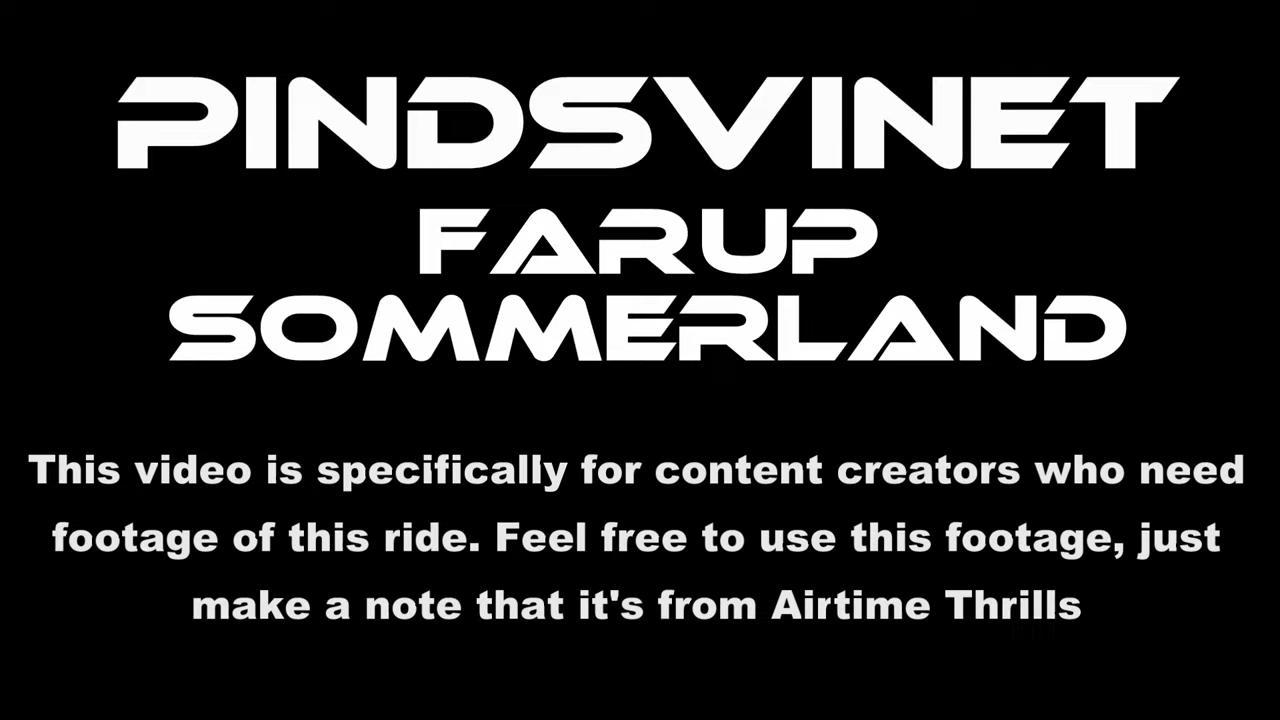 PINDSVINET
FARUP
SOMMERLAND
This video is specifically for content creators who need
footage of this ride. Feel free to use this footage, just
make a note that it's from Airtime Thrills